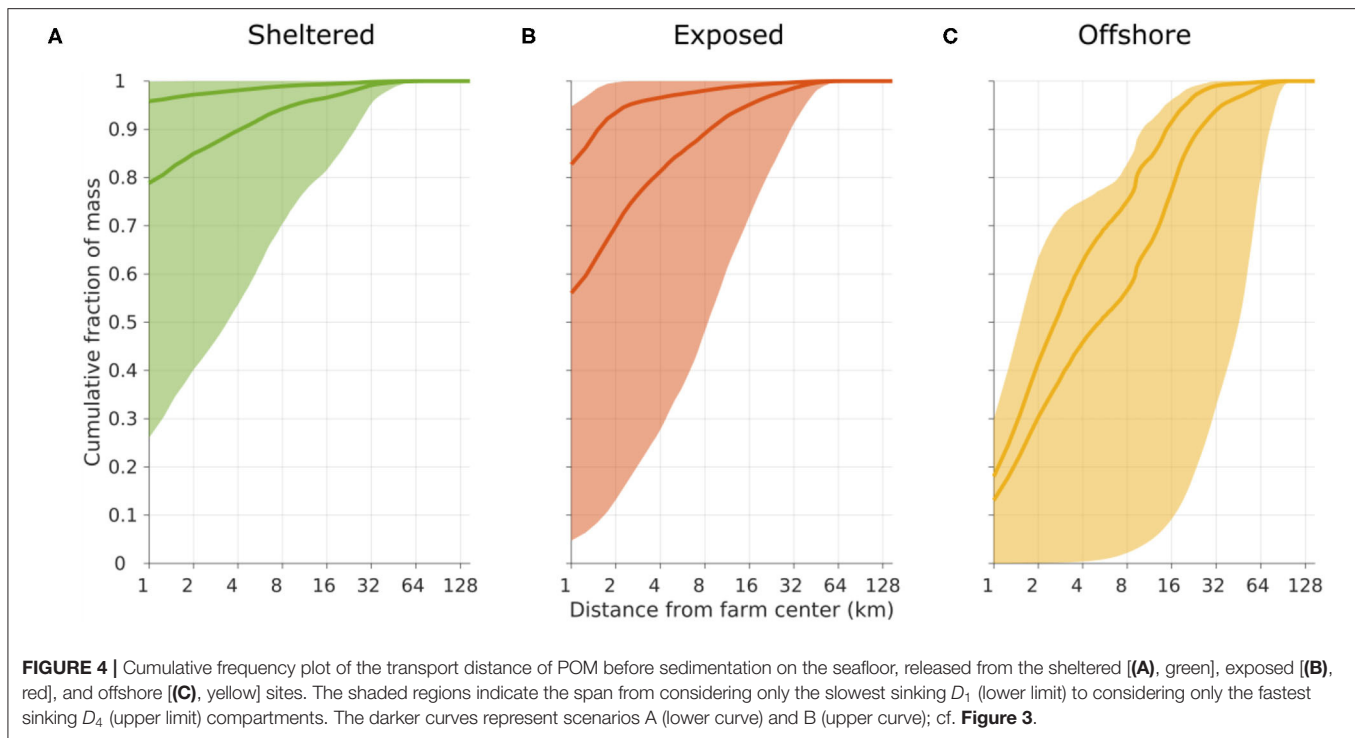 A Sheltered B Exposed C Offshore
Cumulative fraction of mass
1
0.9
0.8
0.7
0.6
0.5
0.4
0.3
0.2
0.1
0
1 2 4 8 16 32 64 128 1 2 4 8 16 32 64 128 1 2 4 8 16 32 64 128
Distance from farm center (km)
FIGURE 4 | Cumulative frequency plot of the transport distance of POM before sedimentation on the seafloor, released from the sheltered [(A), green], exposed [(B),
red], and offshore [(C), yellow] sites. The shaded regions indicate the span from considering only the slowest sinking D₁ (lower limit) to considering only the fastest
sinking D₄ (upper limit) compartments. The darker curves represent scenarios A (lower curve) and B (upper curve); cf. Figure 3.